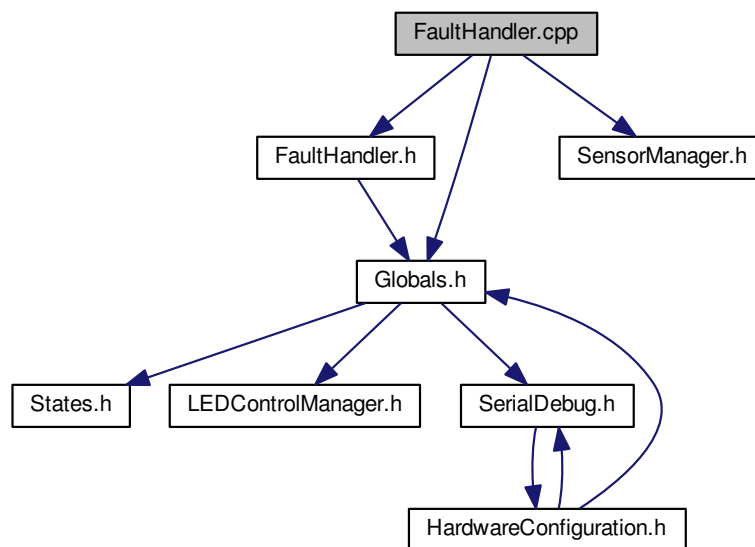 FaultHandler.cpp
FaultHandler.h
SensorManager.h
Globals.h
States.h
LEDControlManager.h
SerialDebug.h
HardwareConfiguration.h